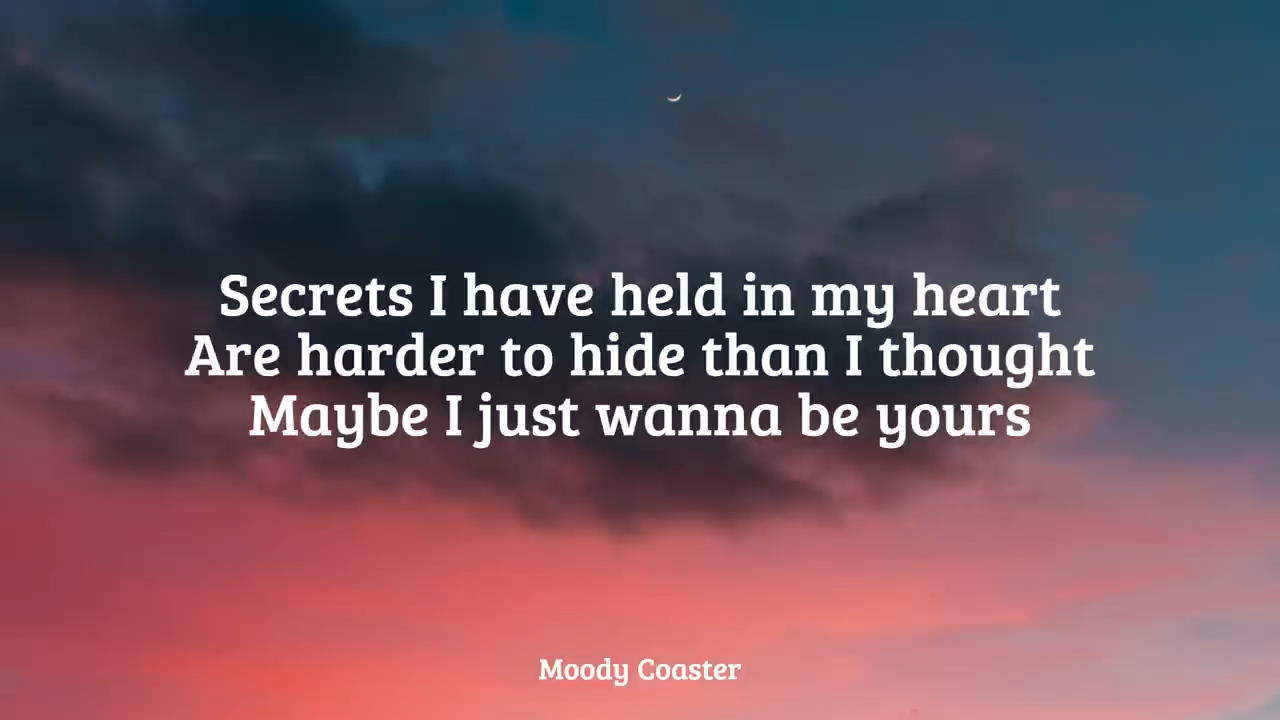 Secrets I have held in my heart
Are harder to hide than I thought
Maybe I just wanna be yours
Moody Coaster